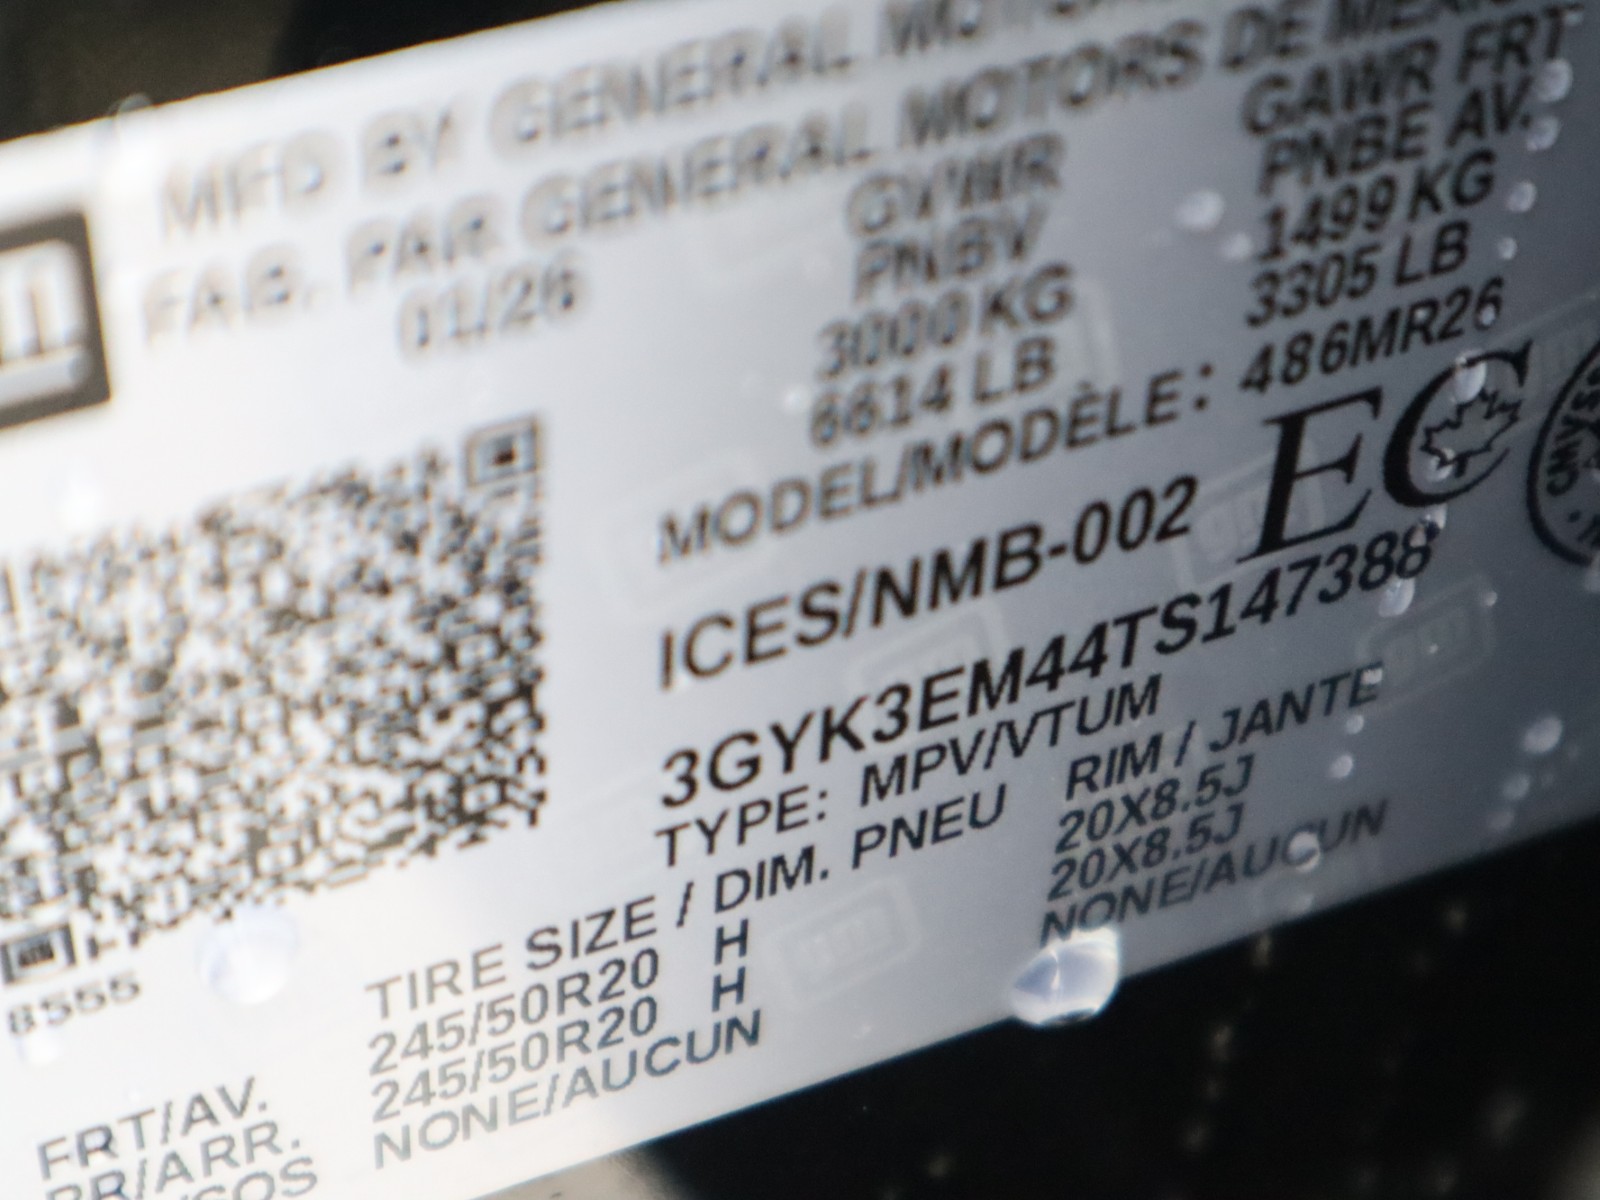 MFD BY GENERAL MOTOR
FAB. PAR GENERAL MOTORS DE MEXIC
01/26 GVWR GAWR FRT
PNBV PNBE AV.
3000 KG 1499 KG
6614 LB 3305 LB
MODEL/MODÈLE: 486MR26
ICES/NMB-002 EC
3GYK3EM44TS147388
TYPE: MPV/VTUM
TIRE SIZE / DIM. PNEU RIM / JANTE
FRT/AV. 245/50R20 H 20X8.5J
RR/ARR. 245/50R20 H 20X8.5J
NONE/AUCUN NONE/AUCUN
8555